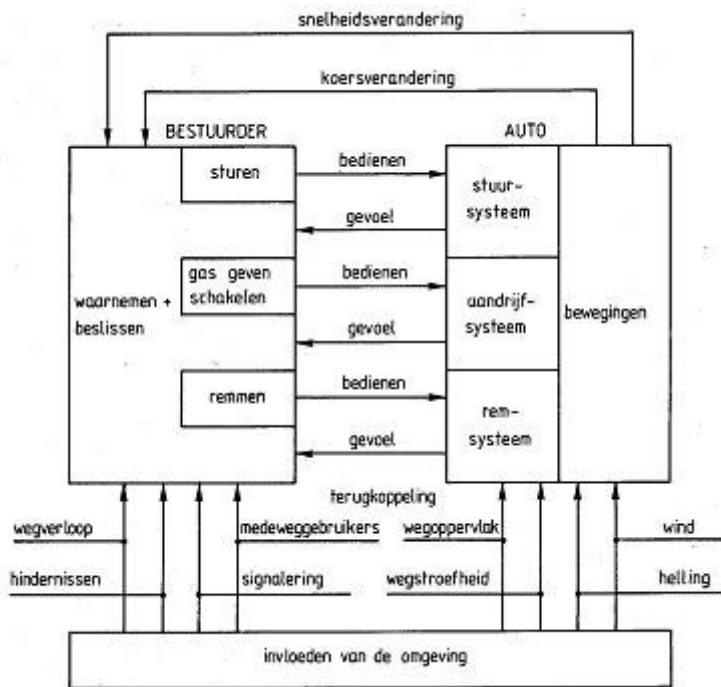 snelheidsverandering
koersverandering
BESTUURDER
AUTO
sturen
bedienen
stuur-
systeem
gevoel
waarnemen +
beslissen
gas geven
schakelen
bedienen
aandrijf-
systeem
bewegingen
gevoel
remmen
bedienen
rem-
systeem
gevoel
terugkoppeling
wegverloop
medeweggebruikers
wegoppervlak
wind
hindernissen
signalering
wegstroefheid
helling
invloeden van de omgeving